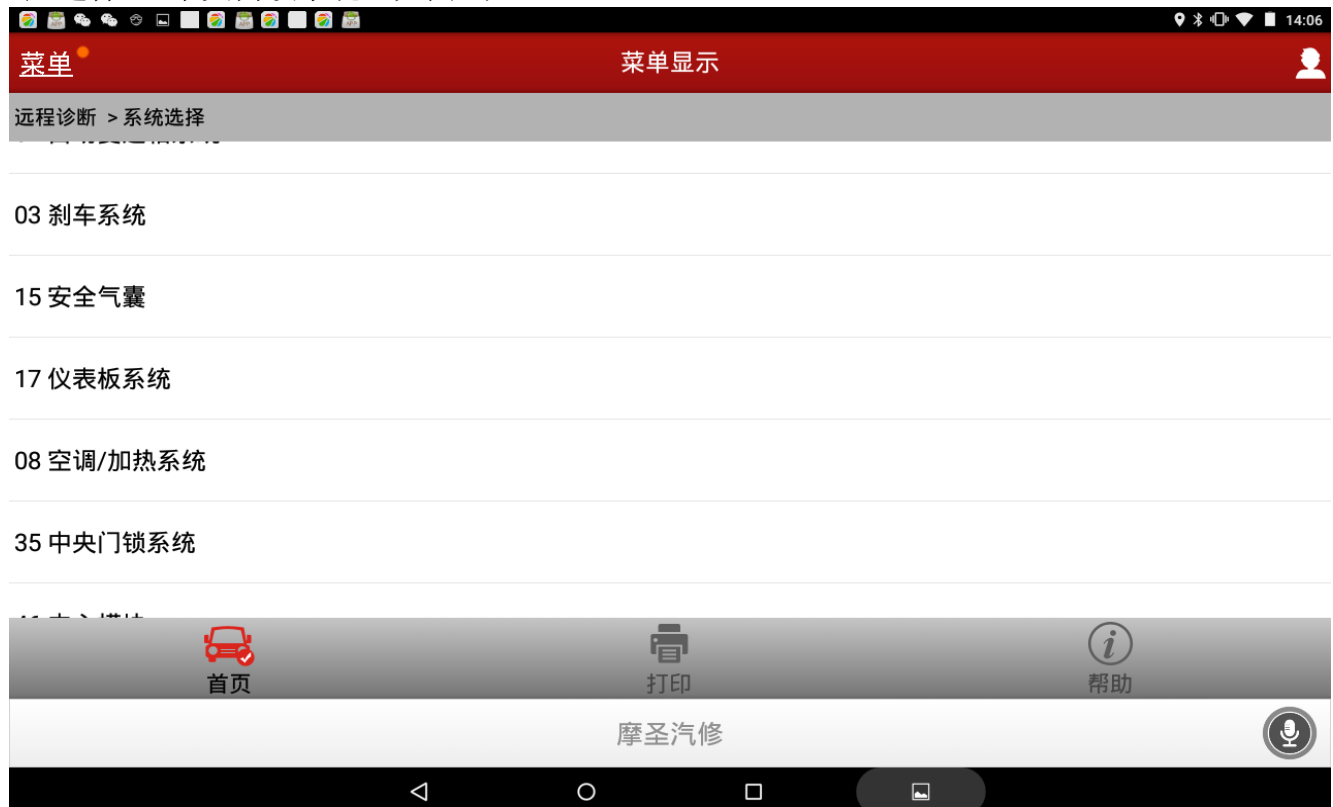 14:06
菜单
菜单显示
远程诊断 >系统选择
03 刹车系统
15 安全气囊
17 仪表板系统
08 空调/加热系统
35 中央门锁系统
首页
打印
帮助
摩圣汽修